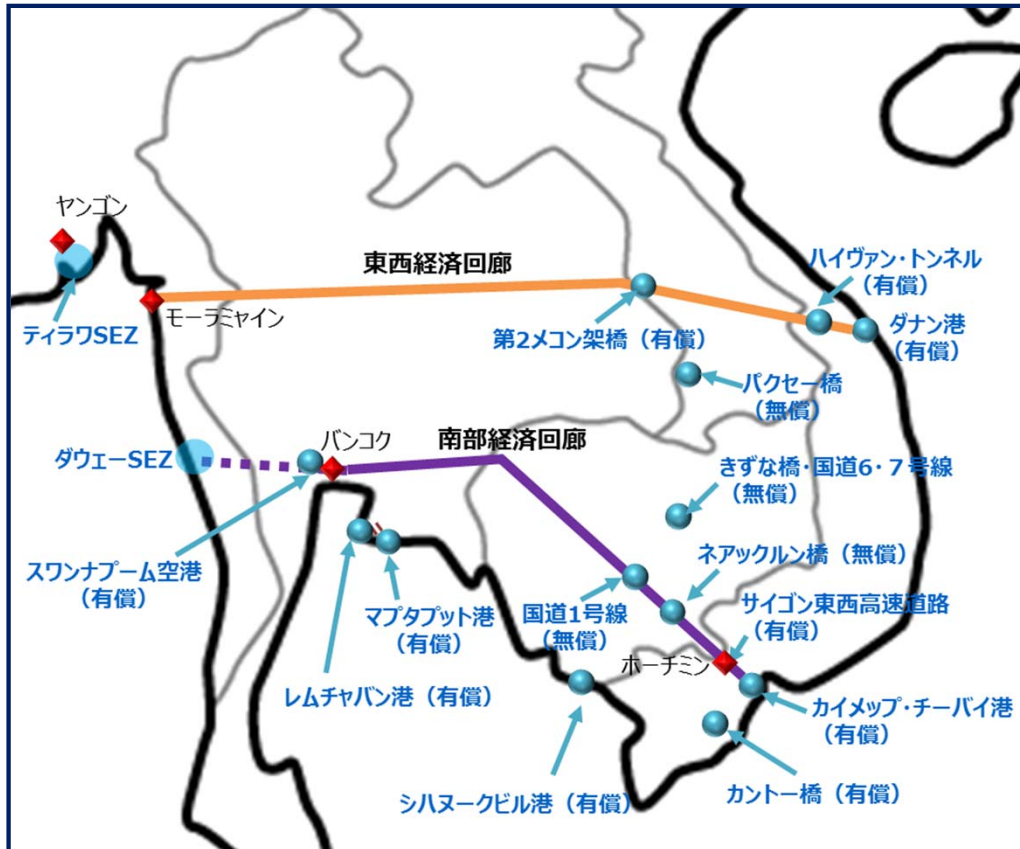 ヤンゴン
ティラワSEZ
モーラミャイン
東西経済回廊
第2メコン架橋（有償）
ハイヴァン・トンネル
（有償）
ダナン港
（有償）
パクセー橋
（無償）
ダウェーSEZ
バンコク
南部経済回廊
きずな橋・国道6・７号線
（無償）
スワンナプーム空港
（有償）
マプタプット港
（有償）
レムチャバン港（有償）
国道1号線
（無償）
ネアックルン橋（無償）
サイゴン東西高速道路
（有償）
ホーチミン
カイメップ・チーバイ港
（有償）
シハヌークビル港（有償）
カントー橋（有償）